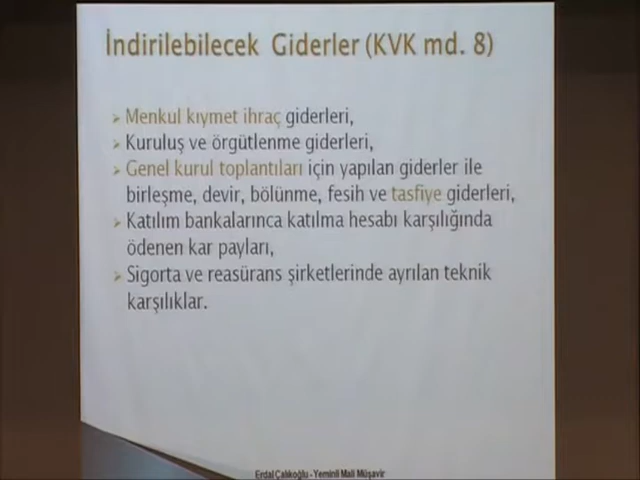 İndirilebilecek Giderler (KVK md. 8)
➢ Menkul kıymet ihraç giderleri,
➢ Kuruluş ve örgütlenme giderleri,
➢ Genel kurul toplantıları için yapılan giderler ile
birleşme, devir, bölünme, fesih ve tasfiye giderleri,
➢ Katılım bankalarınca katılma hesabı karşılığında
ödenen kar payları,
➢ Sigorta ve reasürans şirketlerinde ayrılan teknik
karşılıklar.
Erdal Çalıkoğlu - Yeminli Mali Müşavir